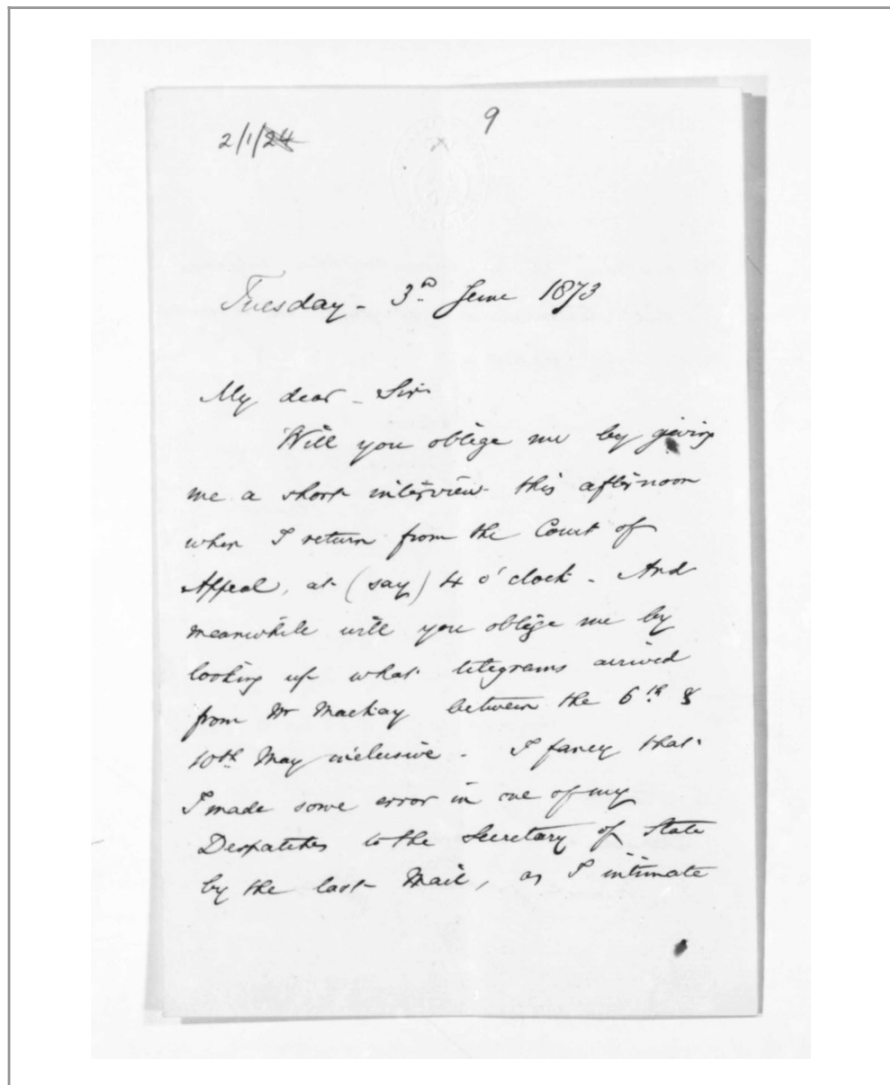 9
2/1/24
Tuesday - 3rd June 1873
My dear - Sir
Will you oblige me by giving
me a short interview this afternoon
when I return from the Court of
Appeal, at (say) 4 o'clock. And
meanwhile will you oblige me by
looking up what telegrams arrived
from Mr Mackay between the 6th &
10th May inclusive. I fancy that
I made some error in one of my
Despatches to the Secretary of State
by the last Mail, as I intimate